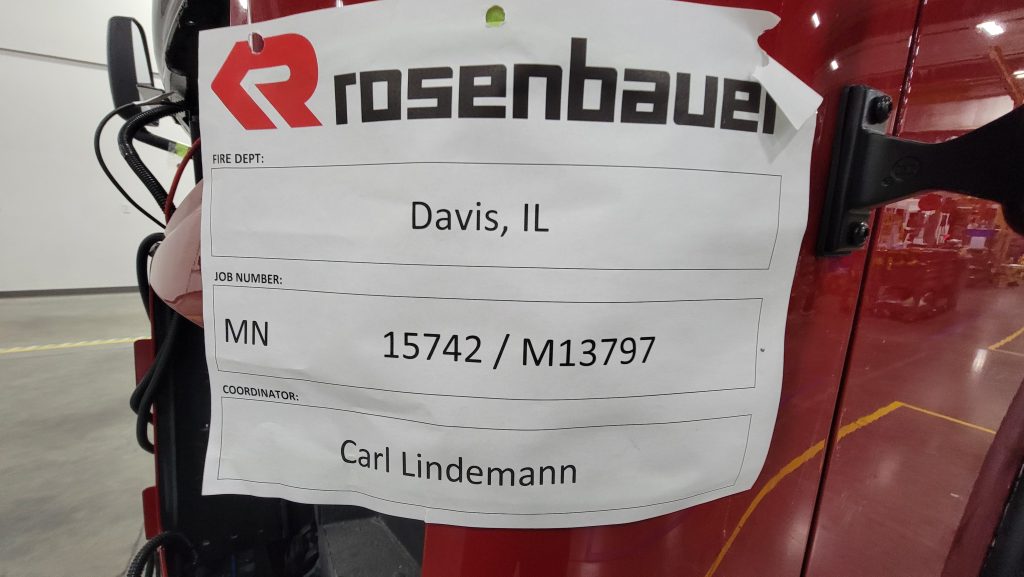 rosenbauer
FIRE DEPT:
Davis, IL
JOB NUMBER:
MN 15742 / M13797
COORDINATOR:
Carl Lindemann